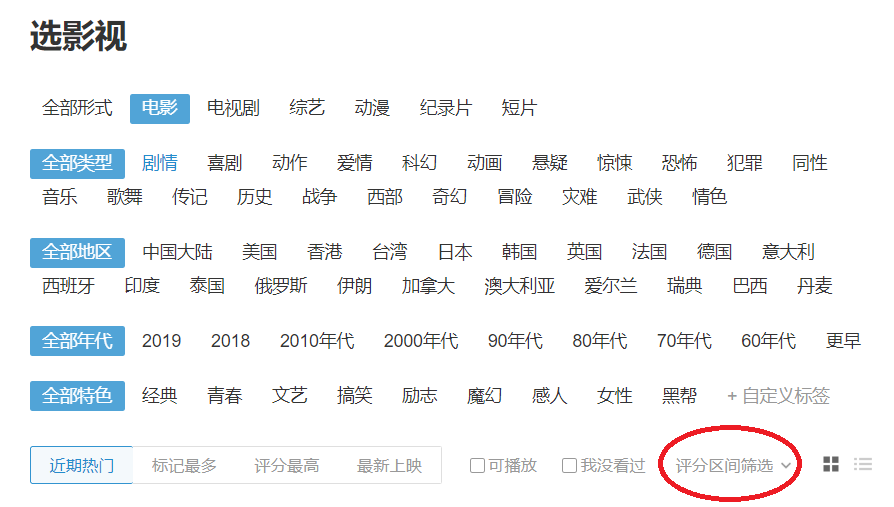 选影视
全部形式 电影 电视剧 综艺 动漫 纪录片 短片
全部类型 剧情 喜剧 动作 爱情 科幻 动画 悬疑 惊悚 恐怖 犯罪 同性
音乐 歌舞 传记 历史 战争 西部 奇幻 冒险 灾难 武侠 情色
全部地区 中国大陆 美国 香港 台湾 日本 韩国 英国 法国 德国 意大利
西班牙 印度 泰国 俄罗斯 伊朗 加拿大 澳大利亚 爱尔兰 瑞典 巴西 丹麦
全部年代 2019 2018 2010年代 2000年代 90年代 80年代 70年代 60年代 更早
全部特色 经典 青春 文艺 搞笑 励志 魔幻 感人 女性 黑帮 + 自定义标签
近期热门 标记最多 评分最高 最新上映 可播放 我没看过 评分区间筛选